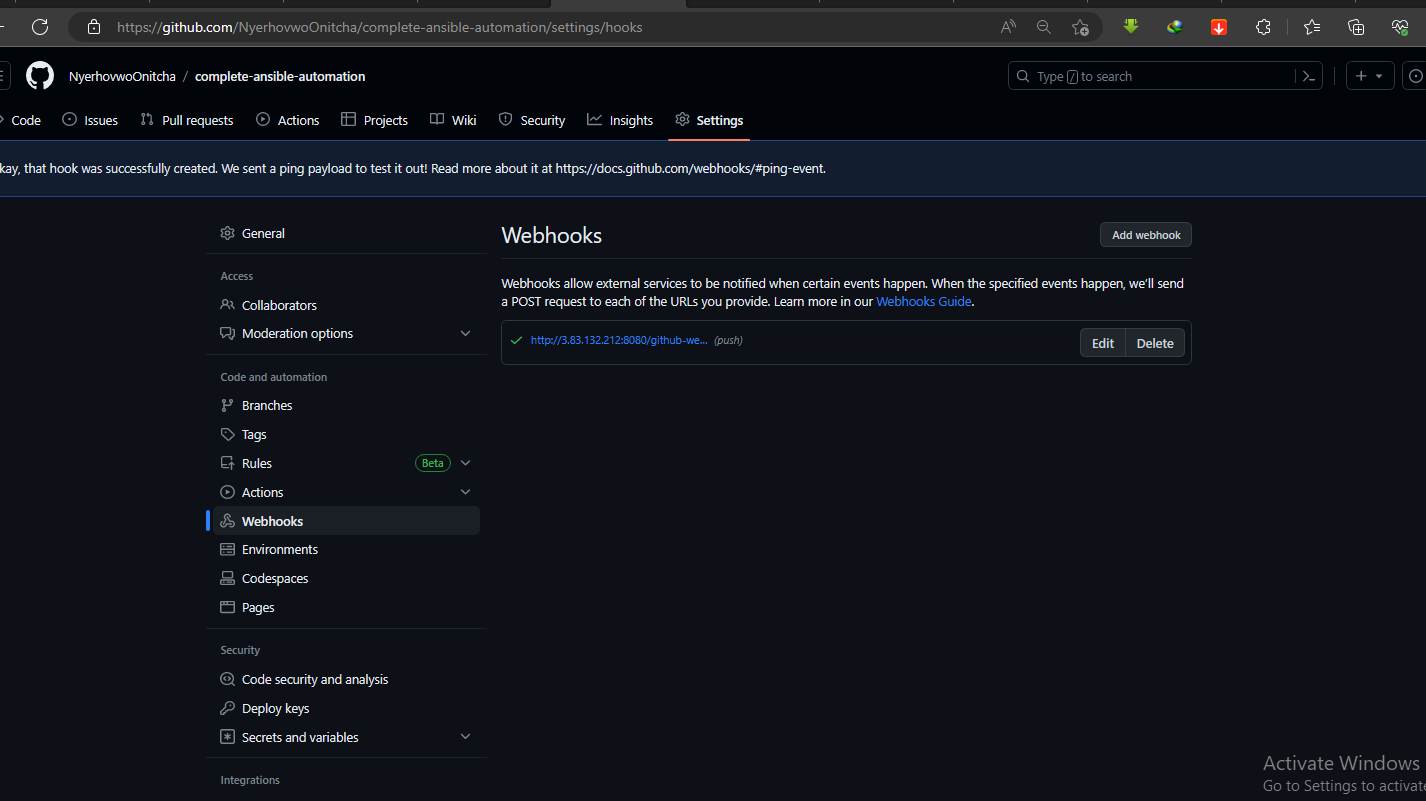 https://github.com/NyerhovwoOnitcha/complete-ansible-automation/settings/hooks
NyerhovwoOnitcha / complete-ansible-automation
Type / to search
Code Issues Pull requests Actions Projects Wiki Security Insights Settings
kay, that hook was successfully created. We sent a ping payload to test it out! Read more about it at https://docs.github.com/webhooks/#ping-event.
General
Access
Collaborators
Moderation options
Code and automation
Branches
Tags
Rules Beta
Actions
Webhooks
Environments
Codespaces
Pages
Security
Code security and analysis
Deploy keys
Secrets and variables
Integrations
Webhooks
Add webhook
Webhooks allow external services to be notified when certain events happen. When the specified events happen, we'll send
a POST request to each of the URLs you provide. Learn more in our Webhooks Guide.
http://3.83.132.212:8080/github-we... (push)
Edit Delete
Activate Windows
Go to Settings to activate